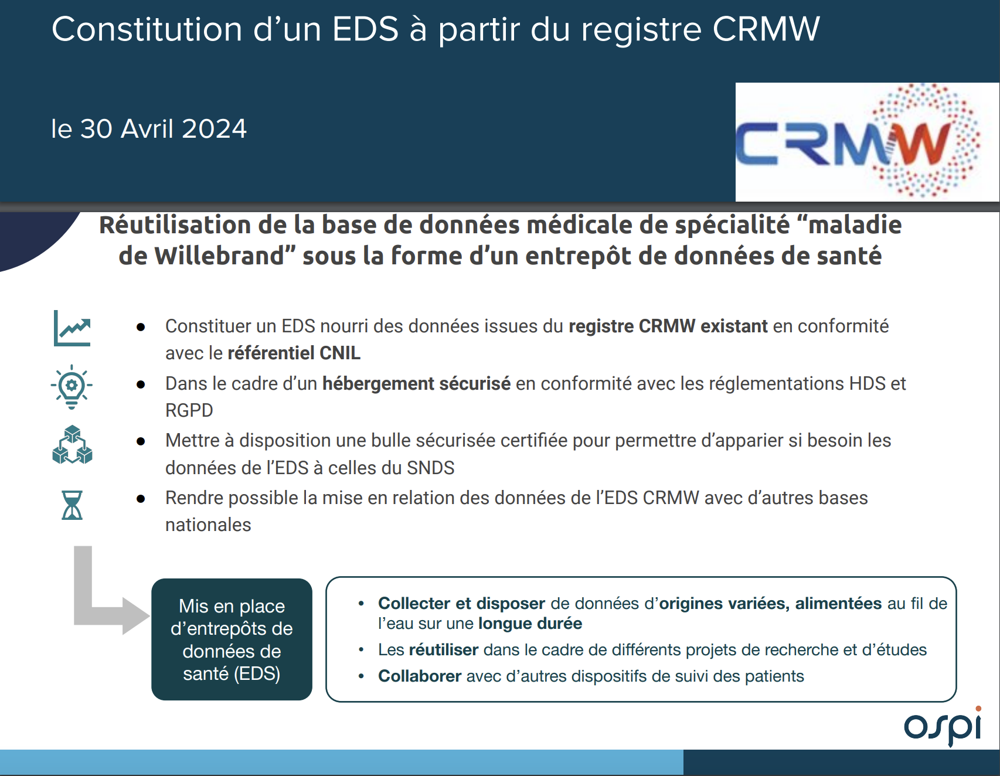 Constitution d’un EDS à partir du registre CRMW
le 30 Avril 2024
CRMW
Réutilisation de la base de données médicale de spécialité “maladie
de Willebrand” sous la forme d’un entrepôt de données de santé
● Constituer un EDS nourri des données issues du registre CRMW existant en conformité
avec le référentiel CNIL
● Dans le cadre d’un hébergement sécurisé en conformité avec les réglementations HDS et
RGPD
● Mettre à disposition une bulle sécurisée certifiée pour permettre d’apparier si besoin les
données de l’EDS à celles du SNDS
● Rendre possible la mise en relation des données de l’EDS CRMW avec d’autres bases
nationales
Mis en place
d’entrepôts de
données de
santé (EDS)
• Collecter et disposer de données d’origines variées, alimentées au fil de
l’eau sur une longue durée
• Les réutiliser dans le cadre de différents projets de recherche et d’études
• Collaborer avec d’autres dispositifs de suivi des patients
ospi